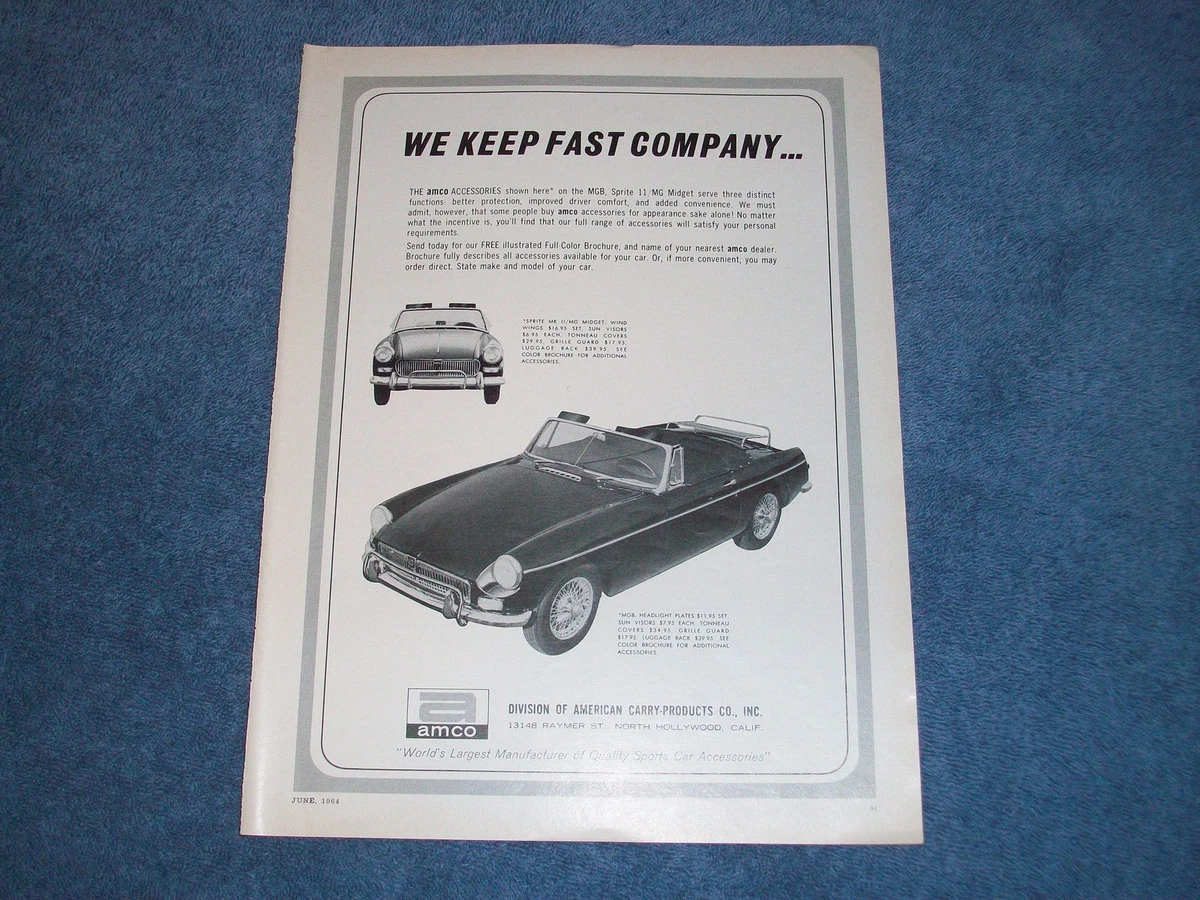 WE KEEP FAST COMPANY...
THE amco ACCESSORIES shown here* on the MGB, Sprite 11/MG Midget serve three distinct
functions: better protection, improved driver comfort, and added convenience. We must
admit, however, that some people buy amco accessories for appearance sake alone! No matter
what the incentive is, you'll find that our full range of accessories will satisfy your personal
requirements.
Send today for our FREE illustrated Full-Color Brochure, and name of your nearest amco dealer.
Brochure fully describes all accessories available for your car. Or, if more convenient, you may
order direct. State make and model of your car.
*SPRITE MK II/MG MIDGET, WIND
WINGS $16.95 SET, SUN VISORS
$6.95 EACH, TONNEAU COVERS
$29.95, GRILLE GUARD $17.95,
LUGGAGE RACK $39.95. SEE
COLOR BROCHURE FOR ADDITIONAL
ACCESSORIES.
*MGB: HEADLIGHT PLATES $11.95 SET,
SUN VISORS $7.95 EACH, TONNEAU
COVERS $34.95, GRILLE GUARD
$17.95, LUGGAGE RACK $39.95. SEE
COLOR BROCHURE FOR ADDITIONAL
ACCESSORIES.
a
amco
DIVISION OF AMERICAN CARRY-PRODUCTS CO., INC.
13148 RAYMER ST., NORTH HOLLYWOOD, CALIF.
"World's Largest Manufacturer of Quality Sports Car Accessories"
JUNE, 1964